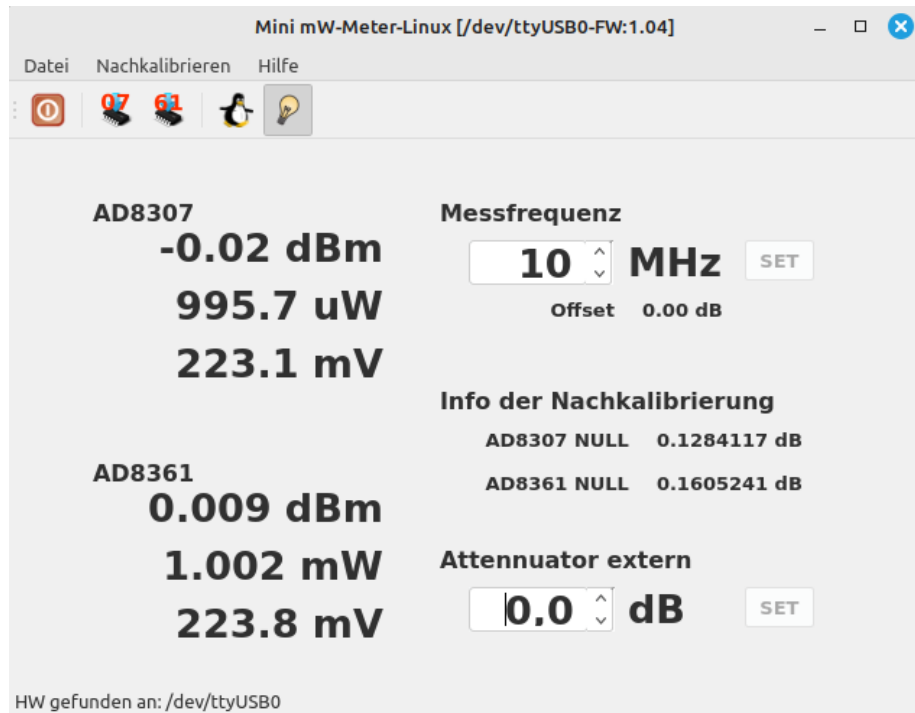 Mini mW-Meter-Linux [/dev/ttyUSB0-FW:1.04]
Datei Nachkalibrieren Hilfe
07 61
AD8307
-0.02 dBm
995.7 uW
223.1 mV
AD8361
0.009 dBm
1.002 mW
223.8 mV
Messfrequenz
10 MHz SET
Offset 0.00 dB
Info der Nachkalibrierung
AD8307 NULL 0.1284117 dB
AD8361 NULL 0.1605241 dB
Attennuator extern
0,0 dB SET
HW gefunden an: /dev/ttyUSB0